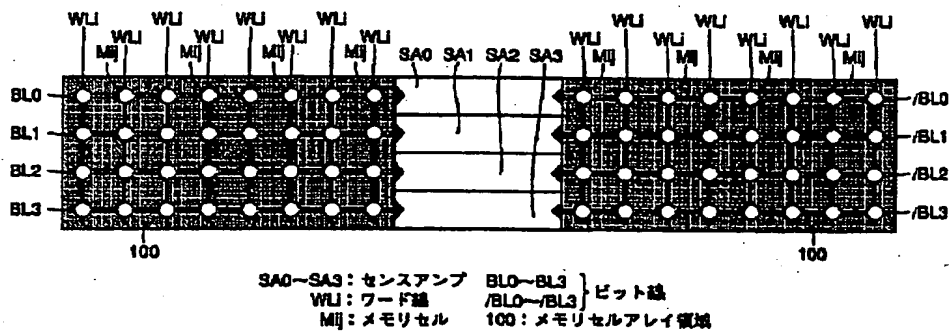 WLi WLi WLi WLi WLi WLi WLi WLi
WLi WLi WLi WLi WLi WLi WLi WLi
Mij Mij Mij Mij SA0 SA1 SA2 SA3 Mij Mij Mij Mij
BL0 /BL0
BL1 /BL1
BL2 /BL2
BL3 /BL3
100 100
SA0~SA3:センスアンプ BL0~BL3
WLi:ワード線 /BL0~/BL3 ビット線
Mij:メモリセル 100:メモリセルアレイ領域